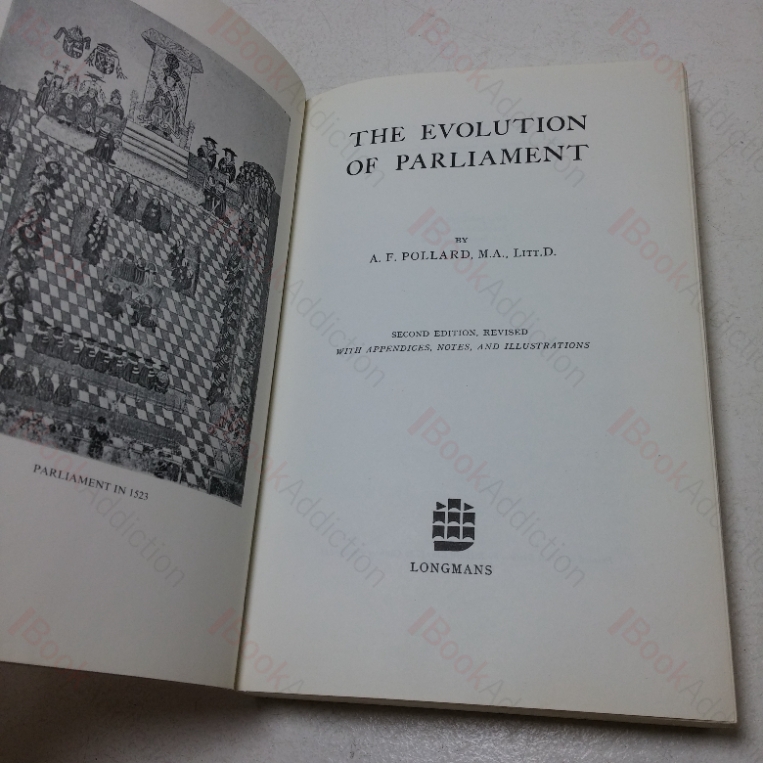 PARLIAMENT IN 1523
THE EVOLUTION
OF PARLIAMENT
BY
A. F. POLLARD, M.A., LITT.D.
SECOND EDITION, REVISED
WITH APPENDICES, NOTES, AND ILLUSTRATIONS
LONGMANS
BookAddiction